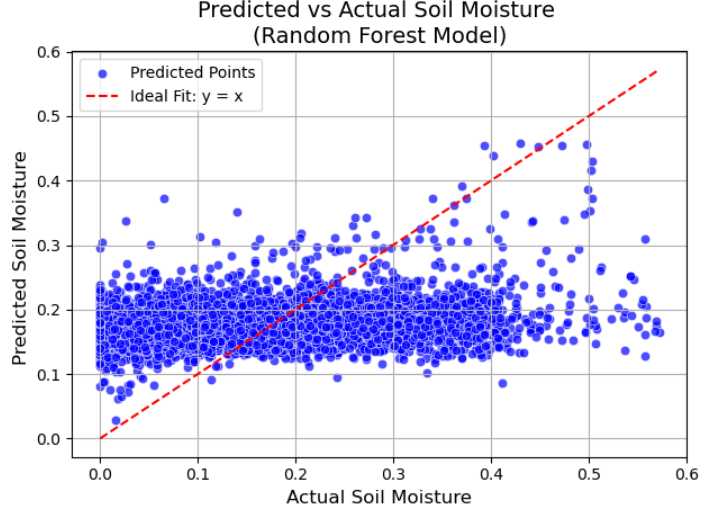 Predicted vs Actual Soil Moisture
(Random Forest Model)
Predicted Points
Ideal Fit: y = x
Predicted Soil Moisture
0.6
0.5
0.4
0.3
0.2
0.1
0.0
0.0 0.1 0.2 0.3 0.4 0.5 0.6
Actual Soil Moisture